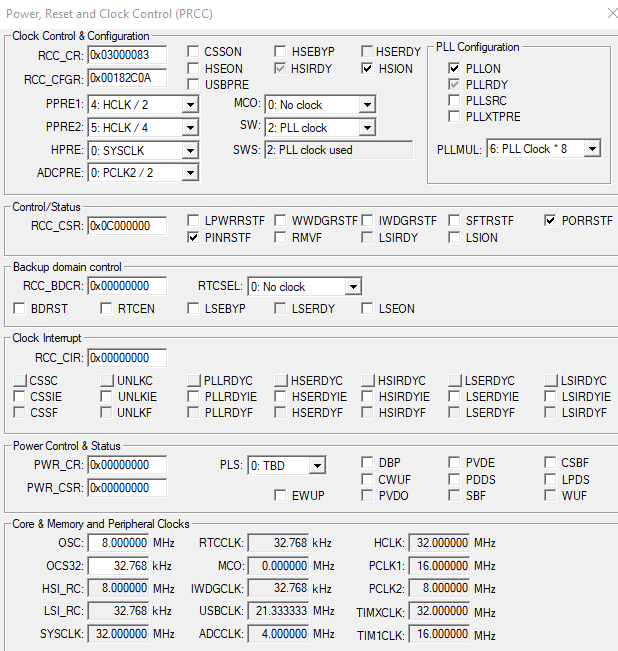 Power, Reset and Clock Control (PRCC)
Clock Control & Configuration
RCC_CR: 0x03000083 CSSON HSEBYP HSERDY
RCC_CFGR: 0x00182C0A HSEON HSIRDY HSION
USBPRE
PPRE1: 4: HCLK / 2 MCO: 0: No clock
PPRE2: 5: HCLK / 4 SW: 2: PLL clock
HPRE: 0: SYSCLK SWS: 2: PLL clock used
ADCPRE: 0: PCLK2 / 2
PLL Configuration
PLLON
PLLRDY
PLLSRC
PLLXTPRE
PLLMUL: 6: PLL Clock * 8
Control/Status
RCC_CSR: 0x0C000000 LPWRRSTF WWDGRSTF IWDGRSTF SFTRSTF PORRSTF
PINRSTF RMVF LSIRDY LSION
Backup domain control
RCC_BDCR: 0x00000000 RTCSEL: 0: No clock
BDRST RTCEN LSEBYP LSERDY LSEON
Clock Interrupt
RCC_CIR: 0x00000000
CSSC UNLKC PLLRDYC HSERDYC HSIRDYC LSERDYC LSIRDYC
CSSIE UNLKIE PLLRDYIE HSERDYIE HSIRDYIE LSERDYIE LSIRDYIE
CSSF UNLKF PLLRDYF HSERDYF HSIRDYF LSERDYF LSIRDYF
Power Control & Status
PWR_CR: 0x00000000 PLS: 0: TBD DBP PVDE CSBF
CWUF PDDS LPDS
PWR_CSR: 0x00000000 EWUP PVDO SBF WUF
Core & Memory and Peripheral Clocks
OSC: 8.000000 MHz RTCCLK: 32.768 kHz HCLK: 32.000000 MHz
OCS32: 32.768 kHz MCO: 0.000000 MHz PCLK1: 16.000000 MHz
HSI_RC: 8.000000 MHz IWDGCLK: 32.768 kHz PCLK2: 8.000000 MHz
LSI_RC: 32.768 kHz USBCLK: 21.333333 MHz TIMXCLK: 32.000000 MHz
SYSCLK: 32.000000 MHz ADCCLK: 4.000000 MHz TIM1CLK: 16.000000 MHz